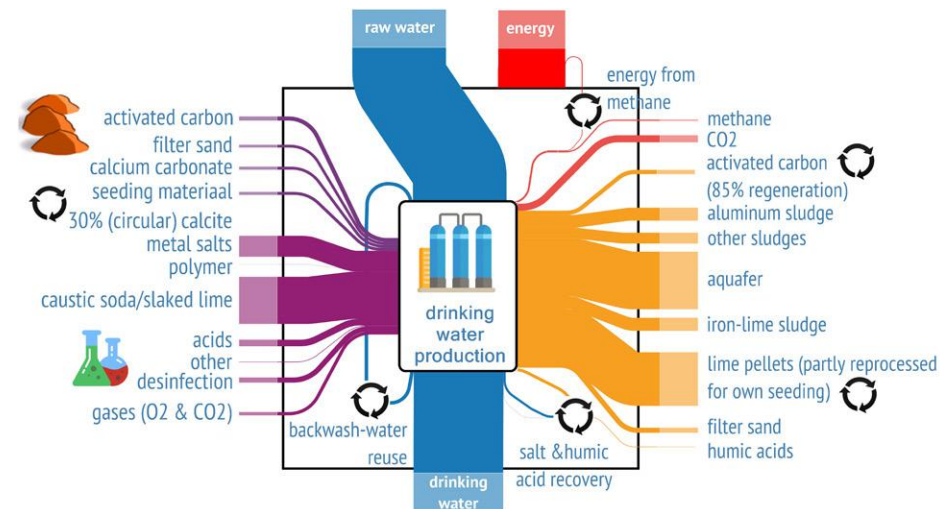 raw water
energy
energy from
methane
activated carbon
filter sand
calcium carbonate
seeding materiaal
30% (circular) calcite
metal salts
polymer
caustic soda/slaked lime
acids
other
desinfection
gases (O2 & CO2)
backwash-water
reuse
drinking
water
production
drinking
water
salt &humic
acid recovery
methane
CO2
activated carbon
(85% regeneration)
aluminum sludge
other sludges
aquafer
iron-lime sludge
lime pellets (partly reprocessed
for own seeding)
filter sand
humic acids